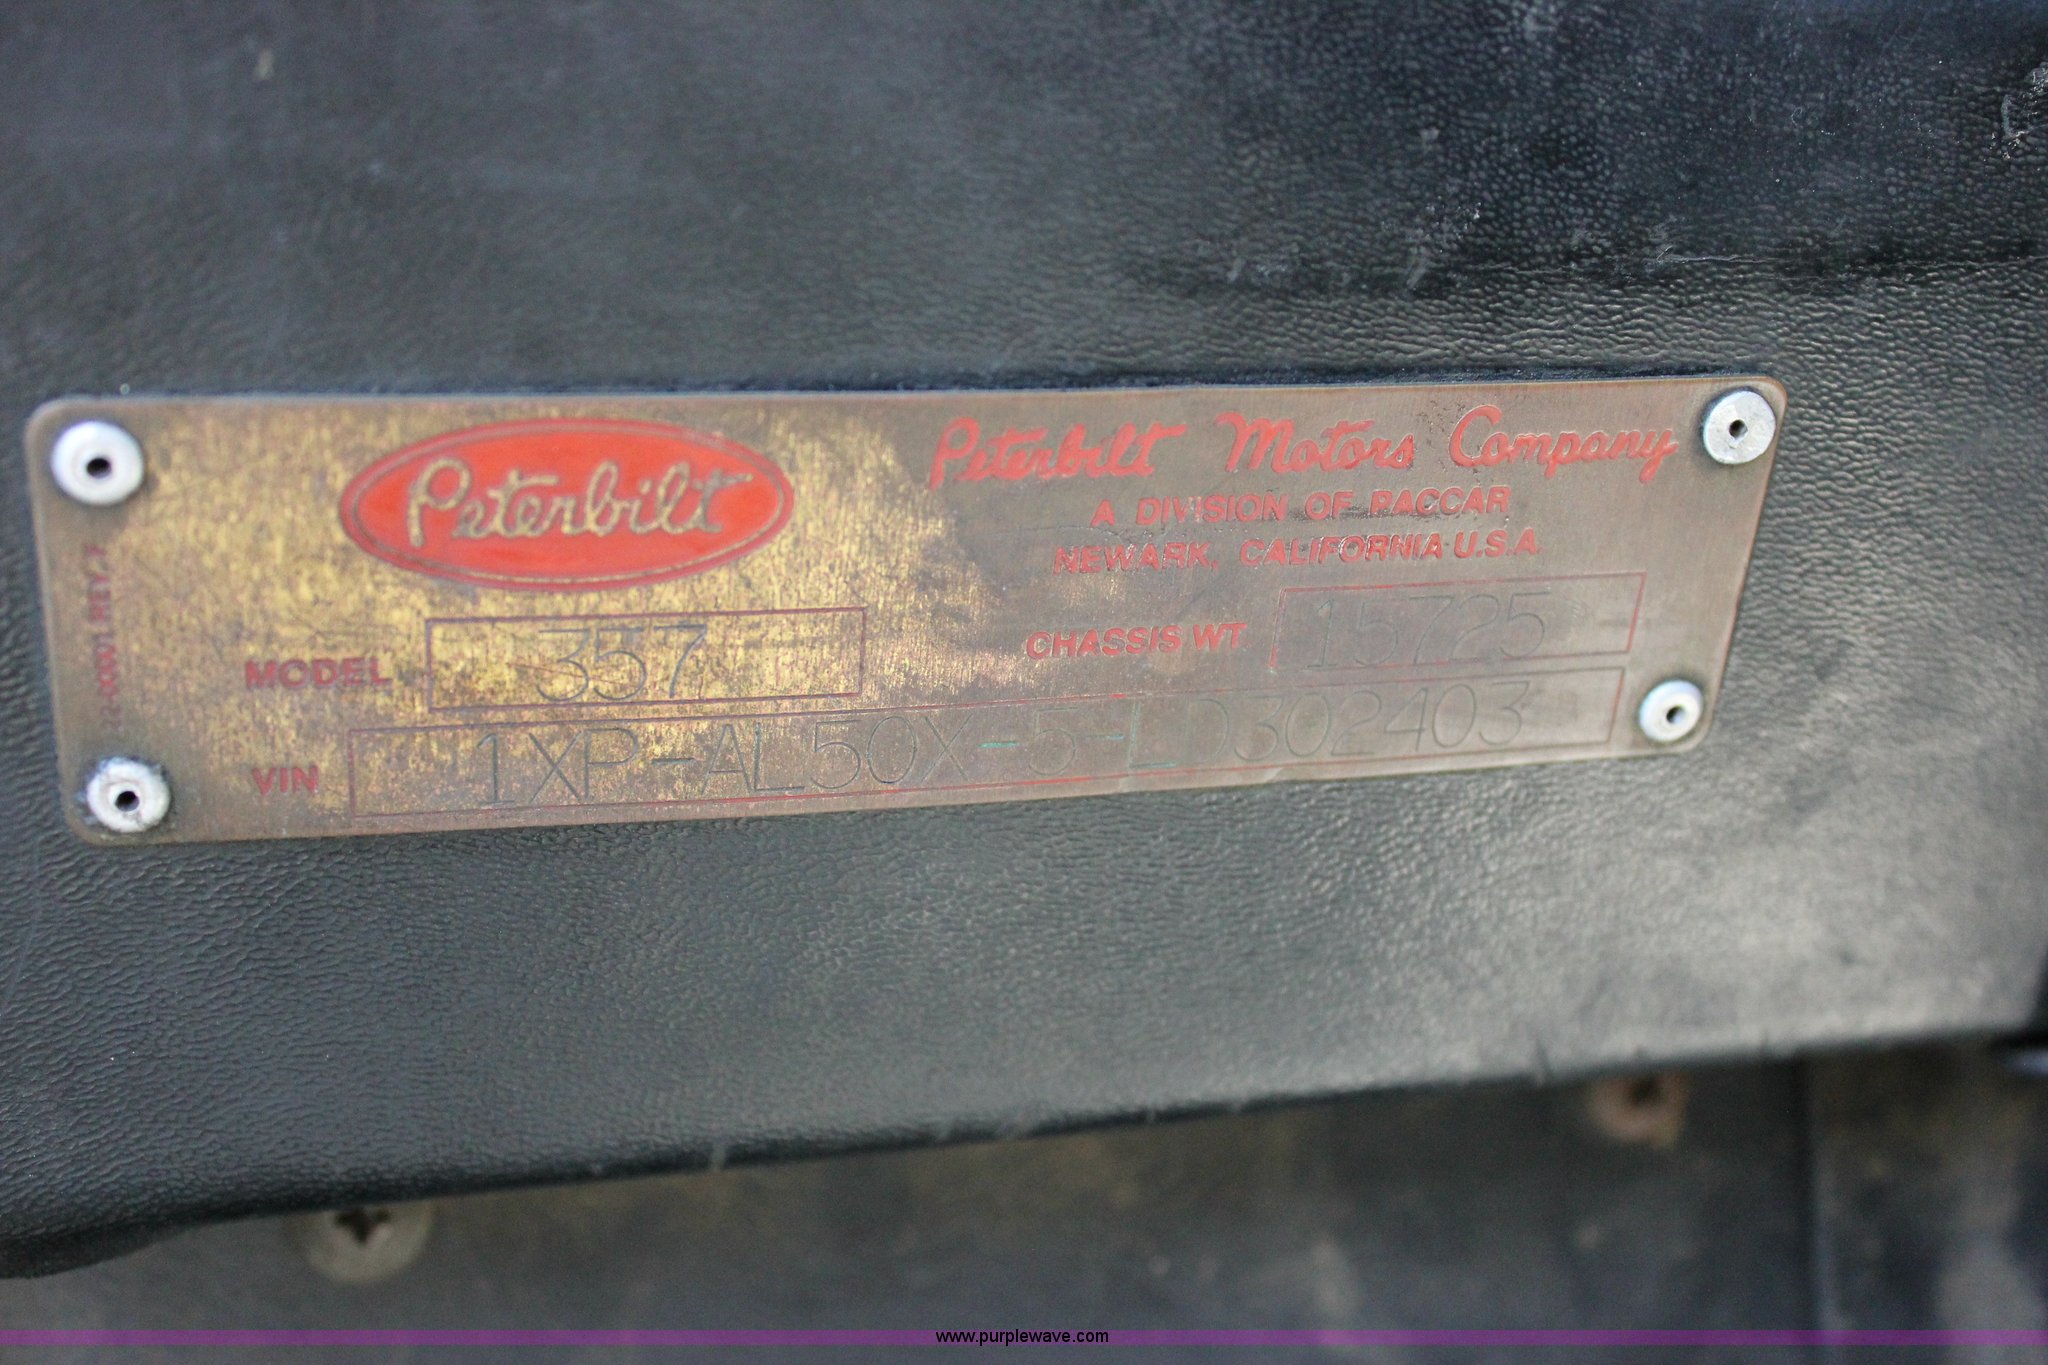 Peterbilt
Peterbilt Motors Company
A DIVISION OF PACCAR
NEWARK, CALIFORNIA U.S.A.
MODEL 357
CHASSIS WT 15725
VIN 1XP-AL50X-5-LD302403
www.purplewave.com